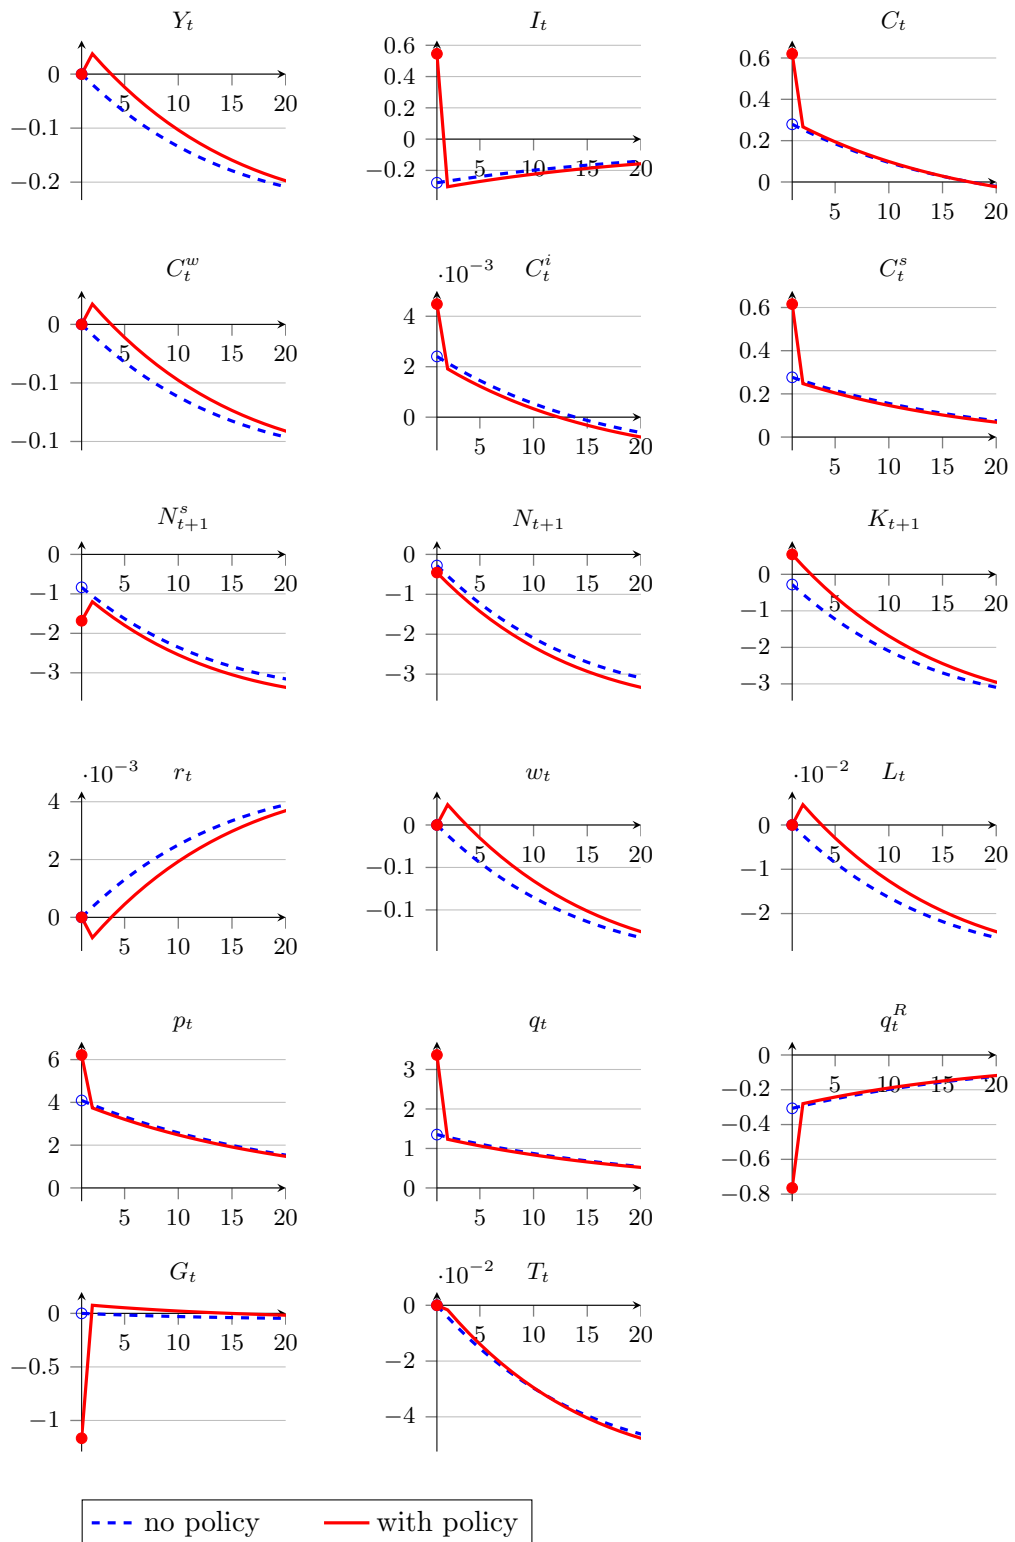 Y_t I_t C_t
0 −0.1 −0.2 5 10 15 20
0.6 0.4 0.2 0 −0.2 5 10 15 20
0.6 0.4 0.2 0 5 10 15 20
C_t^w ·10^{−3} C_t^i C_t^s
0 −0.1 −0.1 5 10 15 20
4 2 0 5 10 15 20
0.6 0.4 0.2 0 5 10 15 20
N_{t+1}^s N_{t+1} K_{t+1}
0 −1 −2 −3 5 10 15 20
0 −1 −2 −3 5 10 15 20
0 −1 −2 −3 5 10 15 20
·10^{−3} r_t w_t ·10^{−2} L_t
4 2 0 5 10 15 20
0 −0.1 −0.1 5 10 15 20
0 −1 −2 5 10 15 20
p_t q_t q_t^R
6 4 2 0 5 10 15 20
3 2 1 0 5 10 15 20
0 −0.2 −0.4 −0.6 −0.8 5 10 15 20
G_t ·10^{−2} T_t
0 −0.5 −1 5 10 15 20
0 −2 −4 5 10 15 20
no policy with policy